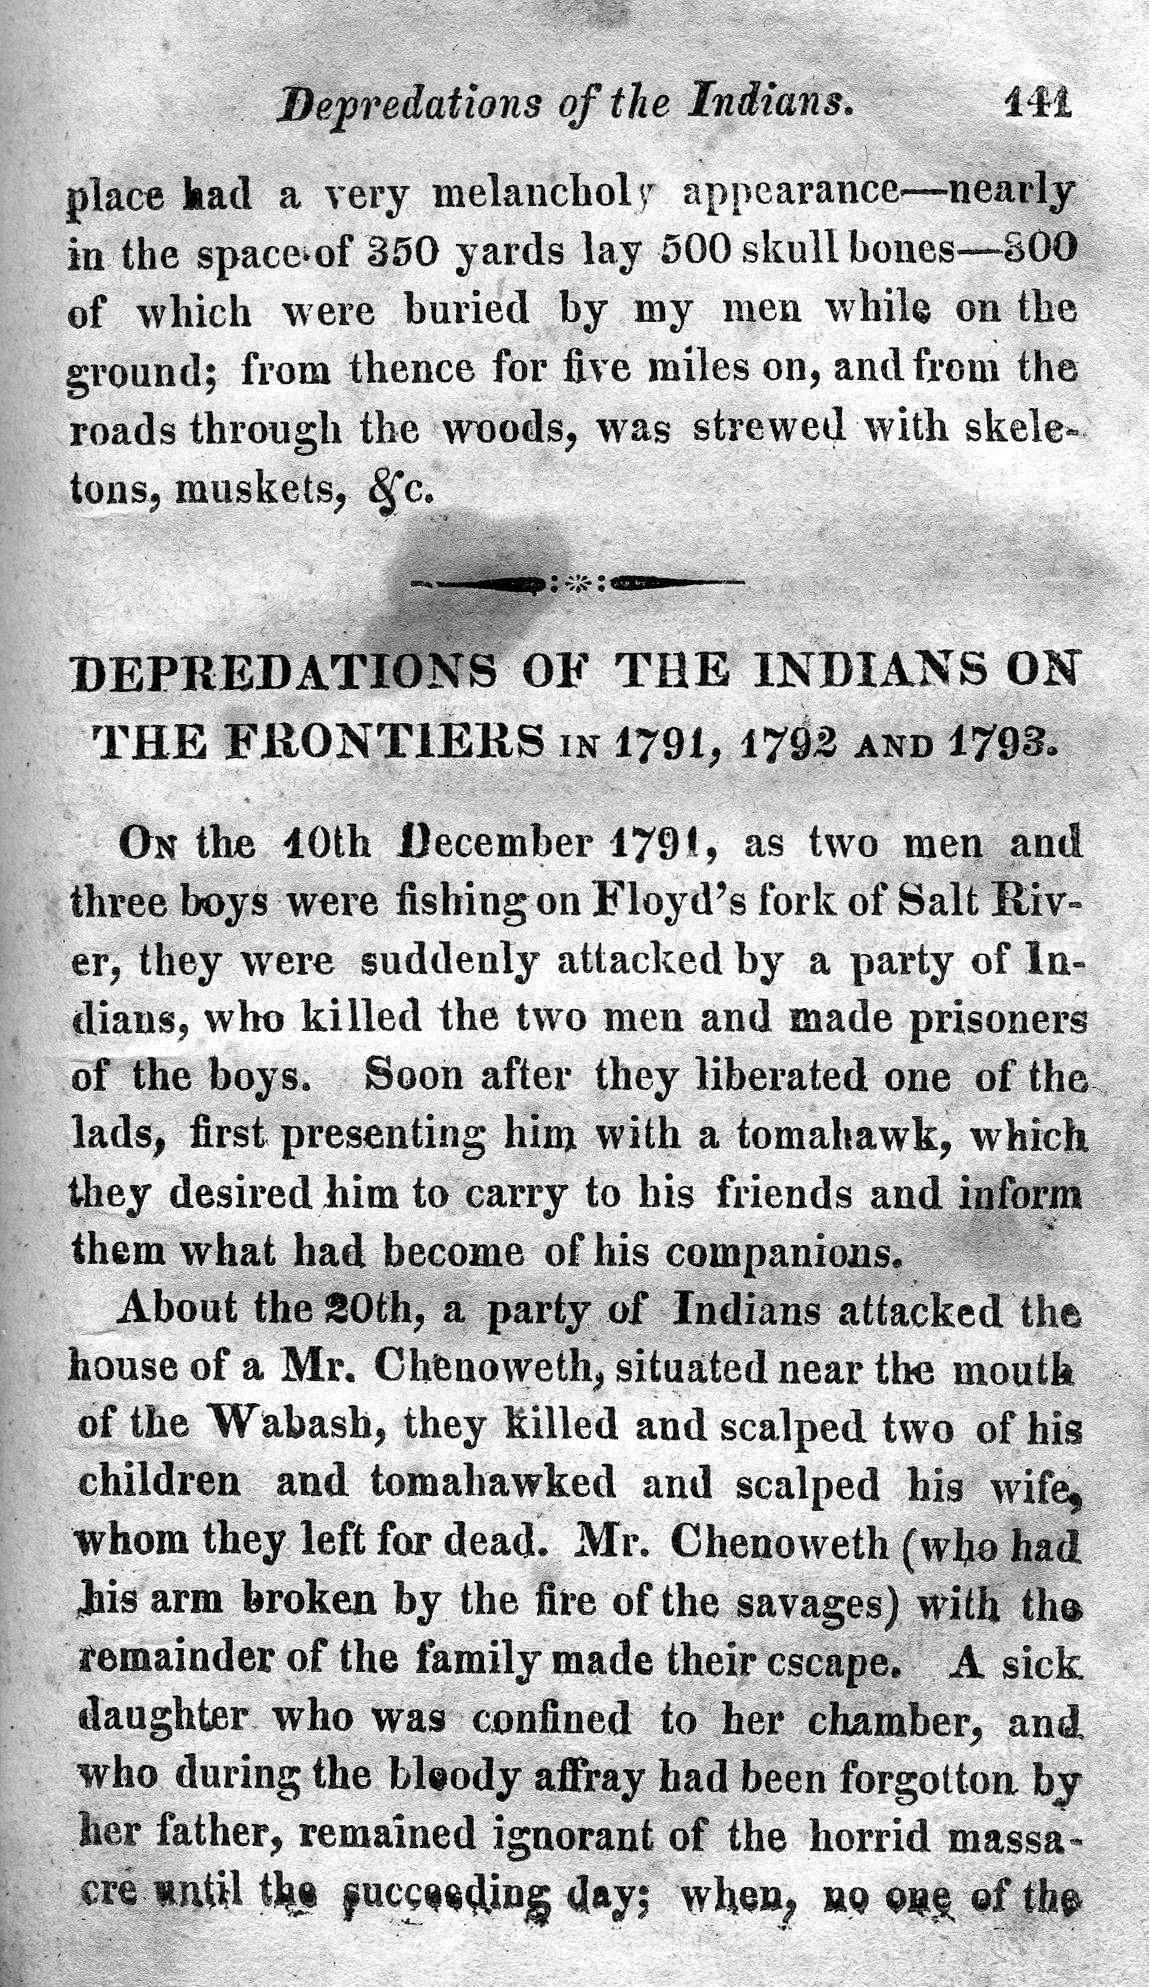 Depredations of the Indians. 141
place had a very melancholy appearance—nearly
in the space of 350 yards lay 500 skull bones—300
of which were buried by my men while on the
ground; from thence for five miles on, and from the
roads through the woods, was strewed with skele-
tons, muskets, &c.
DEPREDATIONS OF THE INDIANS ON
THE FRONTIERS IN 1791, 1792 AND 1793.
ON the 10th December 1791, as two men and
three boys were fishing on Floyd's fork of Salt Riv-
er, they were suddenly attacked by a party of In-
dians, who killed the two men and made prisoners
of the boys. Soon after they liberated one of the
lads, first presenting him with a tomahawk, which
they desired him to carry to his friends and inform
them what had become of his companions.
About the 20th, a party of Indians attacked the
house of a Mr. Chenoweth, situated near the mouth
of the Wabash, they killed and scalped two of his
children and tomahawked and scalped his wife,
whom they left for dead. Mr. Chenoweth (who had
his arm broken by the fire of the savages) with the
remainder of the family made their cscape. A sick
daughter who was confined to her chamber, and
who during the bloody affray had been forgotton by
her father, remained ignorant of the horrid massa-
cre until the succeeding day; when, no one of the